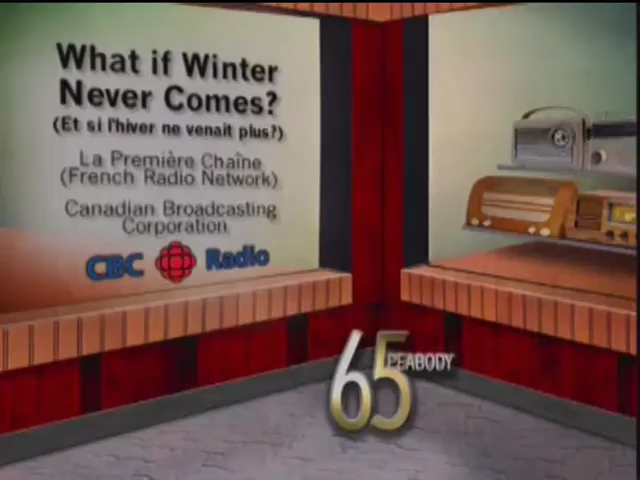 What if Winter
Never Comes?
(Et si l'hiver ne venait plus?)
La Première Chaîne
(French Radio Network)
Canadian Broadcasting
Corporation
CBC Radio
65 PEABODY